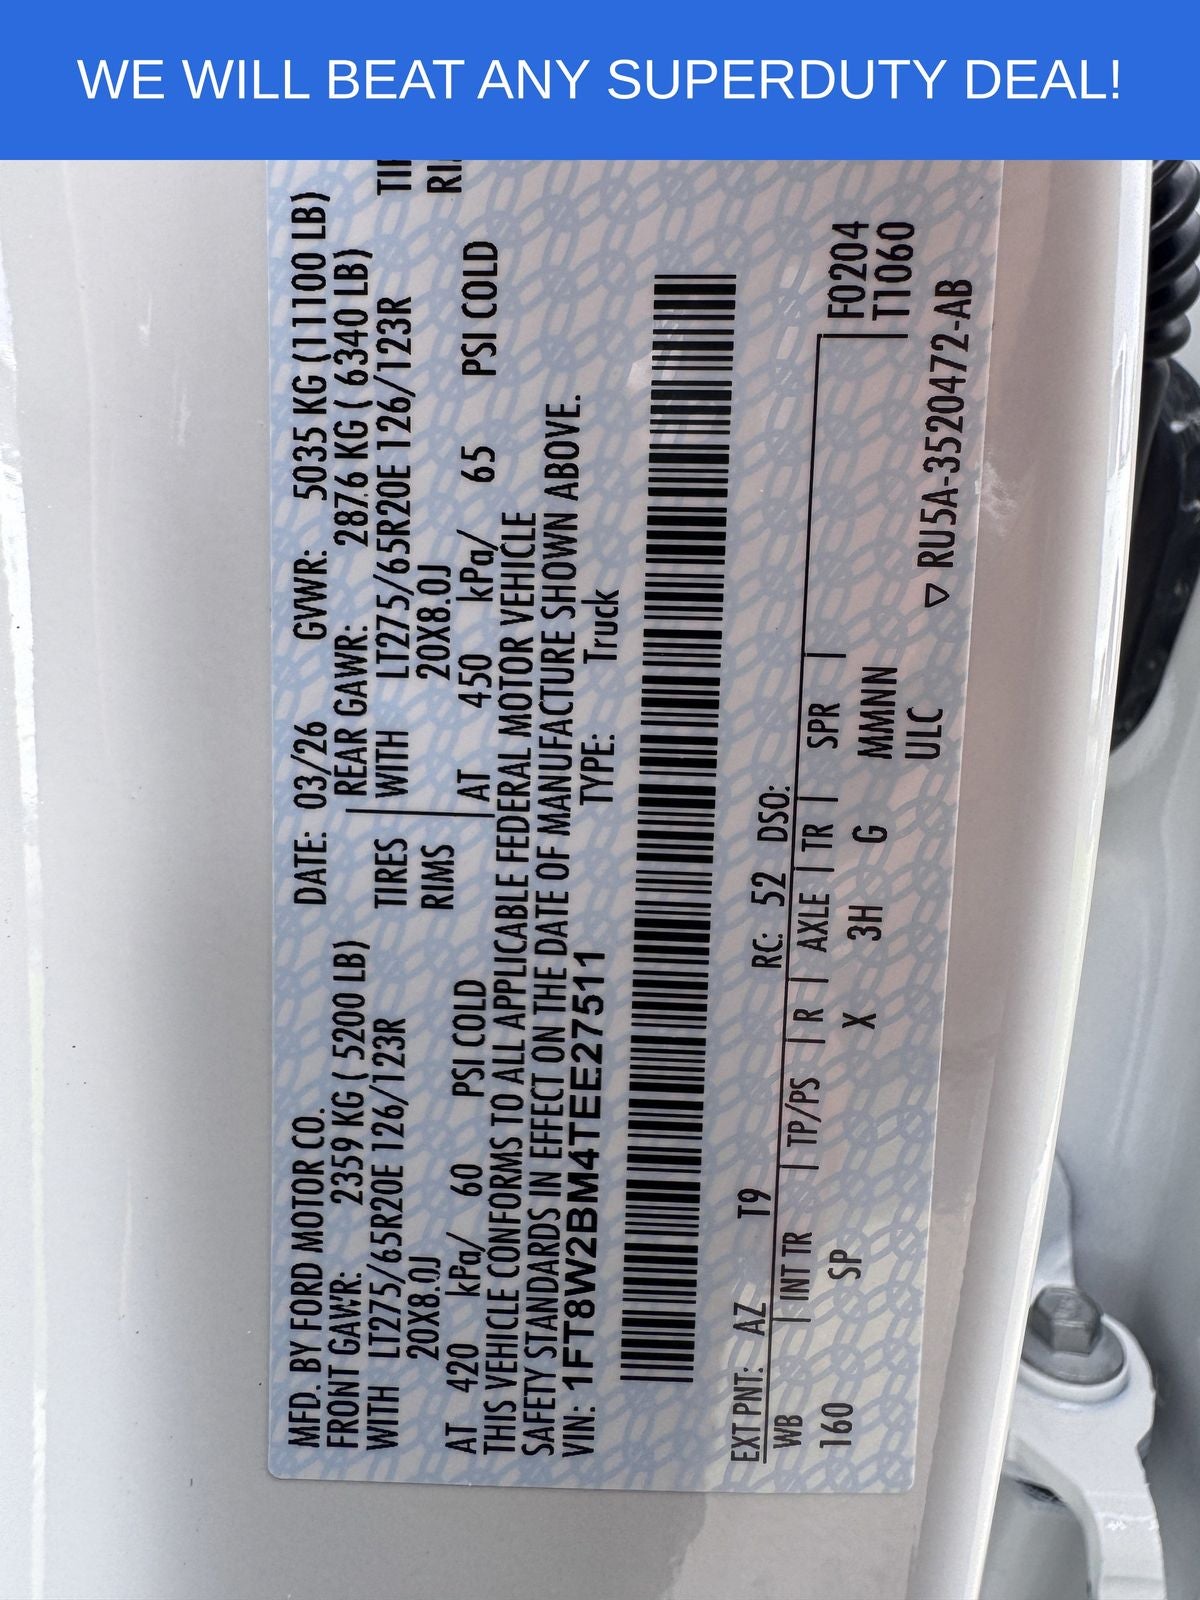 WE WILL BEAT ANY SUPERDUTY DEAL!
MFD. BY FORD MOTOR CO. DATE: 03/26 GVWR: 5035 KG (11100 LB)
FRONT GAWR: 2359 KG ( 5200 LB) REAR GAWR: 2876 KG ( 6340 LB)
WITH LT275/65R20E 126/123R TIRES WITH LT275/65R20E 126/123R
20X8.0J RIMS 20X8.0J
AT 420 kPa/ 60 PSI COLD AT 450 kPa/ 65 PSI COLD
THIS VEHICLE CONFORMS TO ALL APPLICABLE FEDERAL MOTOR VEHICLE
SAFETY STANDARDS IN EFFECT ON THE DATE OF MANUFACTURE SHOWN ABOVE.
VIN: 1FT8W2BM4TEE27511 TYPE: Truck
EXT PNT: AZ T9 RC: 52 DSO:
WB INT TR TP/PS R AXLE TR SPR F0204
160 SP X 3H G MMNN T1060
ULC
▽ RU5A-3520472-AB